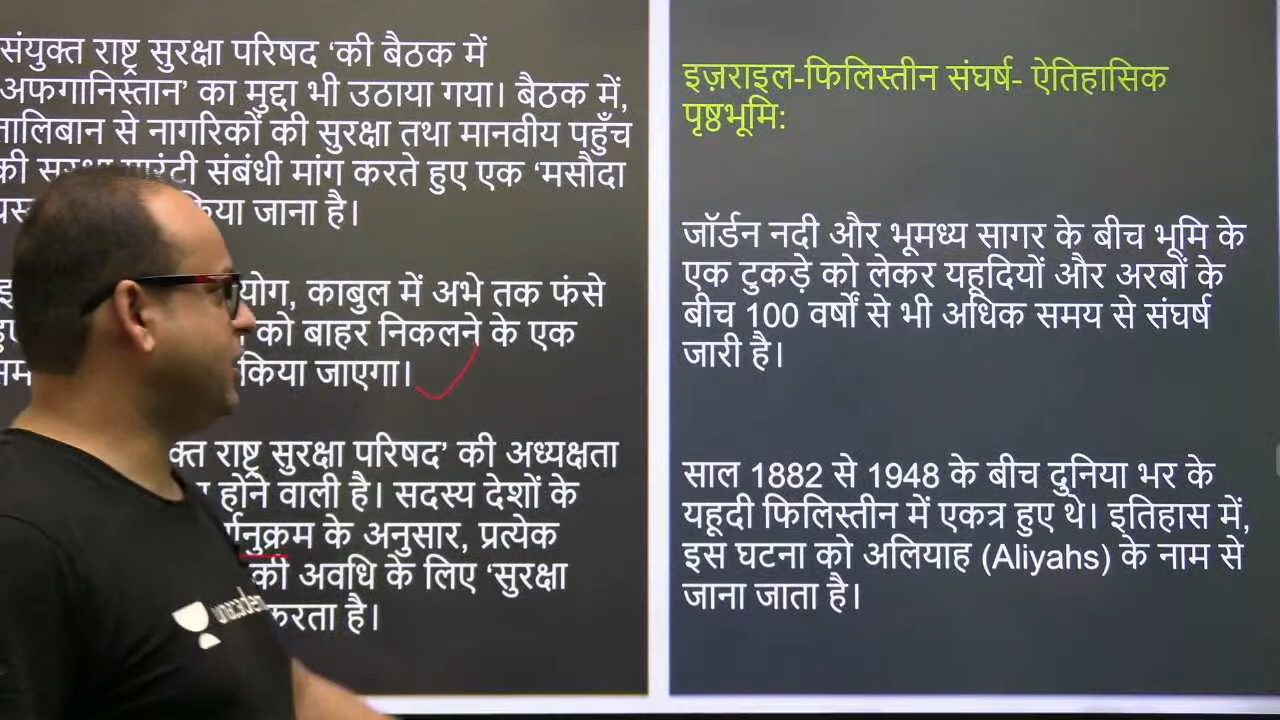 संयुक्त राष्ट्र सुरक्षा परिषद ‘की बैठक में
अफगानिस्तान’ का मुद्दा भी उठाया गया। बैठक में,
तालिबान से नागरिकों की सुरक्षा तथा मानवीय पहुँच
की संबंधी मांग करते हुए एक ‘मसौदा
किया जाना है।
काबुल में अभे तक फंसे
को बाहर निकलने के एक
किया जाएगा।
राष्ट्र सुरक्षा परिषद’ की अध्यक्षता
होने वाली है। सदस्य देशों के
के अनुसार, प्रत्येक
की अवधि के लिए ‘सुरक्षा
करता है।
unacademy
इज़राइल-फिलिस्तीन संघर्ष- ऐतिहासिक
पृष्ठभूमि:
जॉर्डन नदी और भूमध्य सागर के बीच भूमि के
एक टुकड़े को लेकर यहूदियों और अरबों के
बीच 100 वर्षों से भी अधिक समय से संघर्ष
जारी है।
साल 1882 से 1948 के बीच दुनिया भर के
यहूदी फिलिस्तीन में एकत्र हुए थे। इतिहास में,
इस घटना को अलियाह (Aliyahs) के नाम से
जाना जाता है।